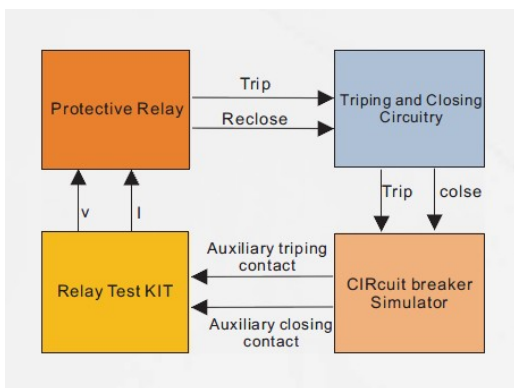 Protective Relay
Trip
Reclose
Triping and Closing
Circuitry
v
I
Trip
colse
Relay Test KIT
Auxiliary triping
contact
Auxiliary closing
contact
CIRcuit breaker
Simulator